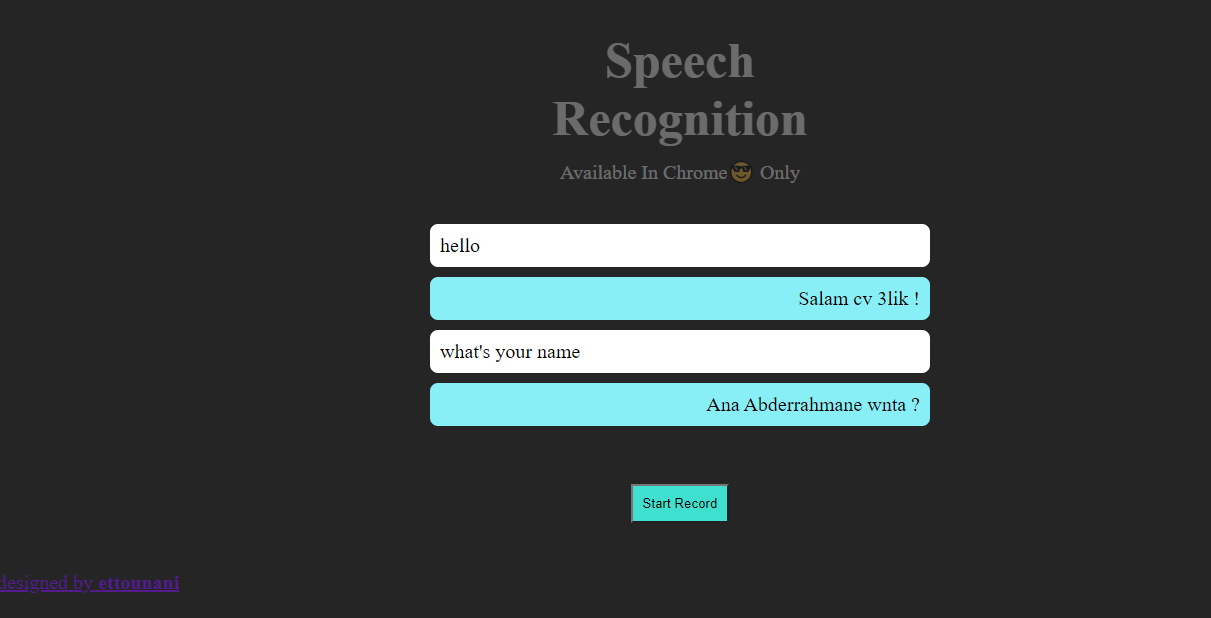 Speech
Recognition
Available In Chrome😎 Only
hello
Salam cv 3lik !
what's your name
Ana Abderrahmane wnta ?
Start Record
designed by ettounani